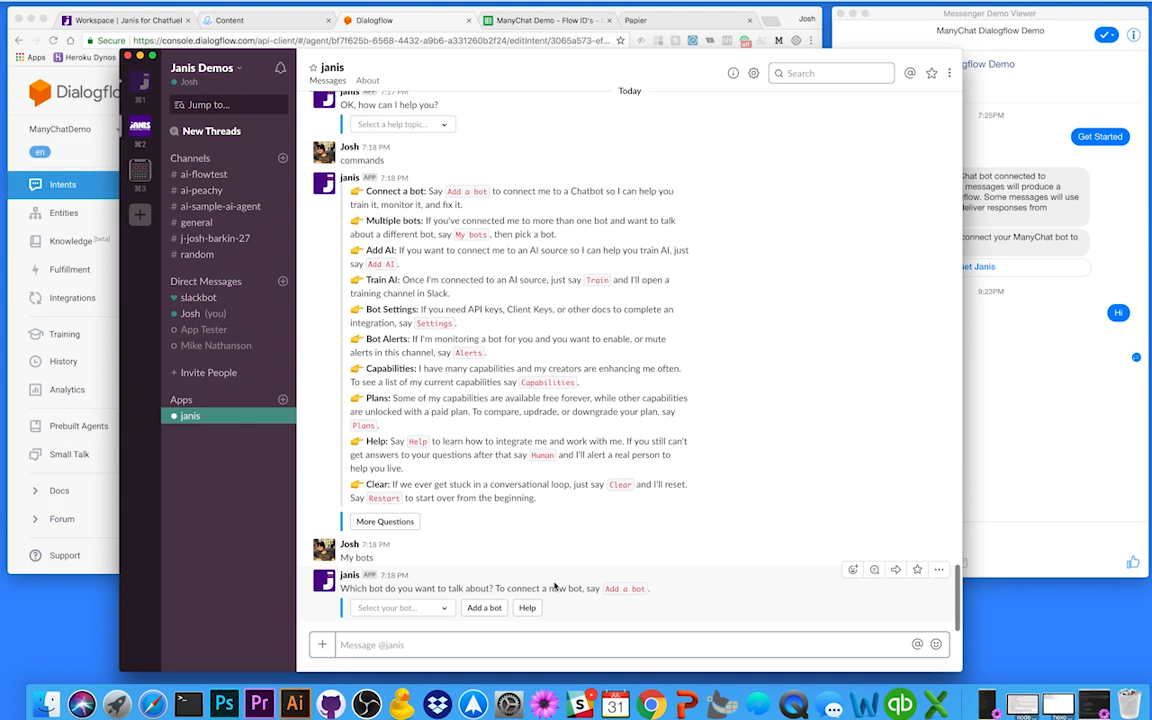 Workspace | Janis for Chatfuel
Content
Dialogflow
ManyChat Demo - Flow ID's - G
Papier
Josh
Secure
https://console.dialogflow.com/api-client/#/agent/bf7f625b-6568-4432-a9b6-a331260b2f24/editIntent/3065a573-ef...
Apps
Heroku Dynos
Dialogflow
ManyChatDemo
en
Intents
Entities
Knowledge [beta]
Fulfillment
Integrations
Training
History
Analytics
Prebuilt Agents
Small Talk
Docs
Forum
Support
⌘1
⌘2
⌘3
Janis Demos
Josh
Jump to...
New Threads
Channels
# ai-flowtest
# ai-peachy
# ai-sample-ai-agent
# general
# j-josh-barkin-27
# random
Direct Messages
slackbot
Josh (you)
App Tester
Mike Nathanson
+ Invite People
Apps
janis
janis
Messages
About
Search
Today
janis APP 7:17 PM
OK, how can I help you?
Select a help topic...
Josh 7:18 PM
commands
janis APP 7:18 PM
👉 Connect a bot: Say Add a bot to connect me to a Chatbot so I can help you
train it, monitor it, and fix it.
👉 Multiple bots: If you've connected me to more than one bot and want to talk
about a different bot, say My bots, then pick a bot.
👉 Add AI: If you want to connect me to an AI source so I can help you train AI, just
say Add AI.
👉 Train AI: Once I'm connected to an AI source, just say Train and I'll open a
training channel in Slack.
👉 Bot Settings: If you need API keys, Client Keys, or other docs to complete an
integration, say Settings.
👉 Bot Alerts: If I'm monitoring a bot for you and you want to enable, or mute
alerts in this channel, say Alerts.
👉 Capabilities: I have many capabilities and my creators are enhancing me often.
To see a list of my current capabilities say Capabilities.
👉 Plans: Some of my capabilities are available free forever, while other capabilities
are unlocked with a paid plan. To compare, updrade, or downgrade your plan, say
Plans.
👉 Help: Say Help to learn how to integrate me and work with me. If you still can't
get answers to your questions after that say Human and I'll alert a real person to
help you live.
👉 Clear: If we ever get stuck in a conversational loop, just say Clear and I'll reset.
Say Restart to start over from the beginning.
More Questions
Josh 7:18 PM
My bots
janis APP 7:18 PM
Which bot do you want to talk about? To connect a new bot, say Add a bot.
Select your bot...
Add a bot
Help
Message @janis
Messenger Demo Viewer
ManyChat Dialogflow Demo
gflow Demo
7:25PM
Get Started
Chat bot connected to
messages will produce a
flow. Some messages will use
deliver responses from
connect your ManyChat bot to
Get Janis
9:23PM
Hi
Ps
Pr
Ai
JUL
31